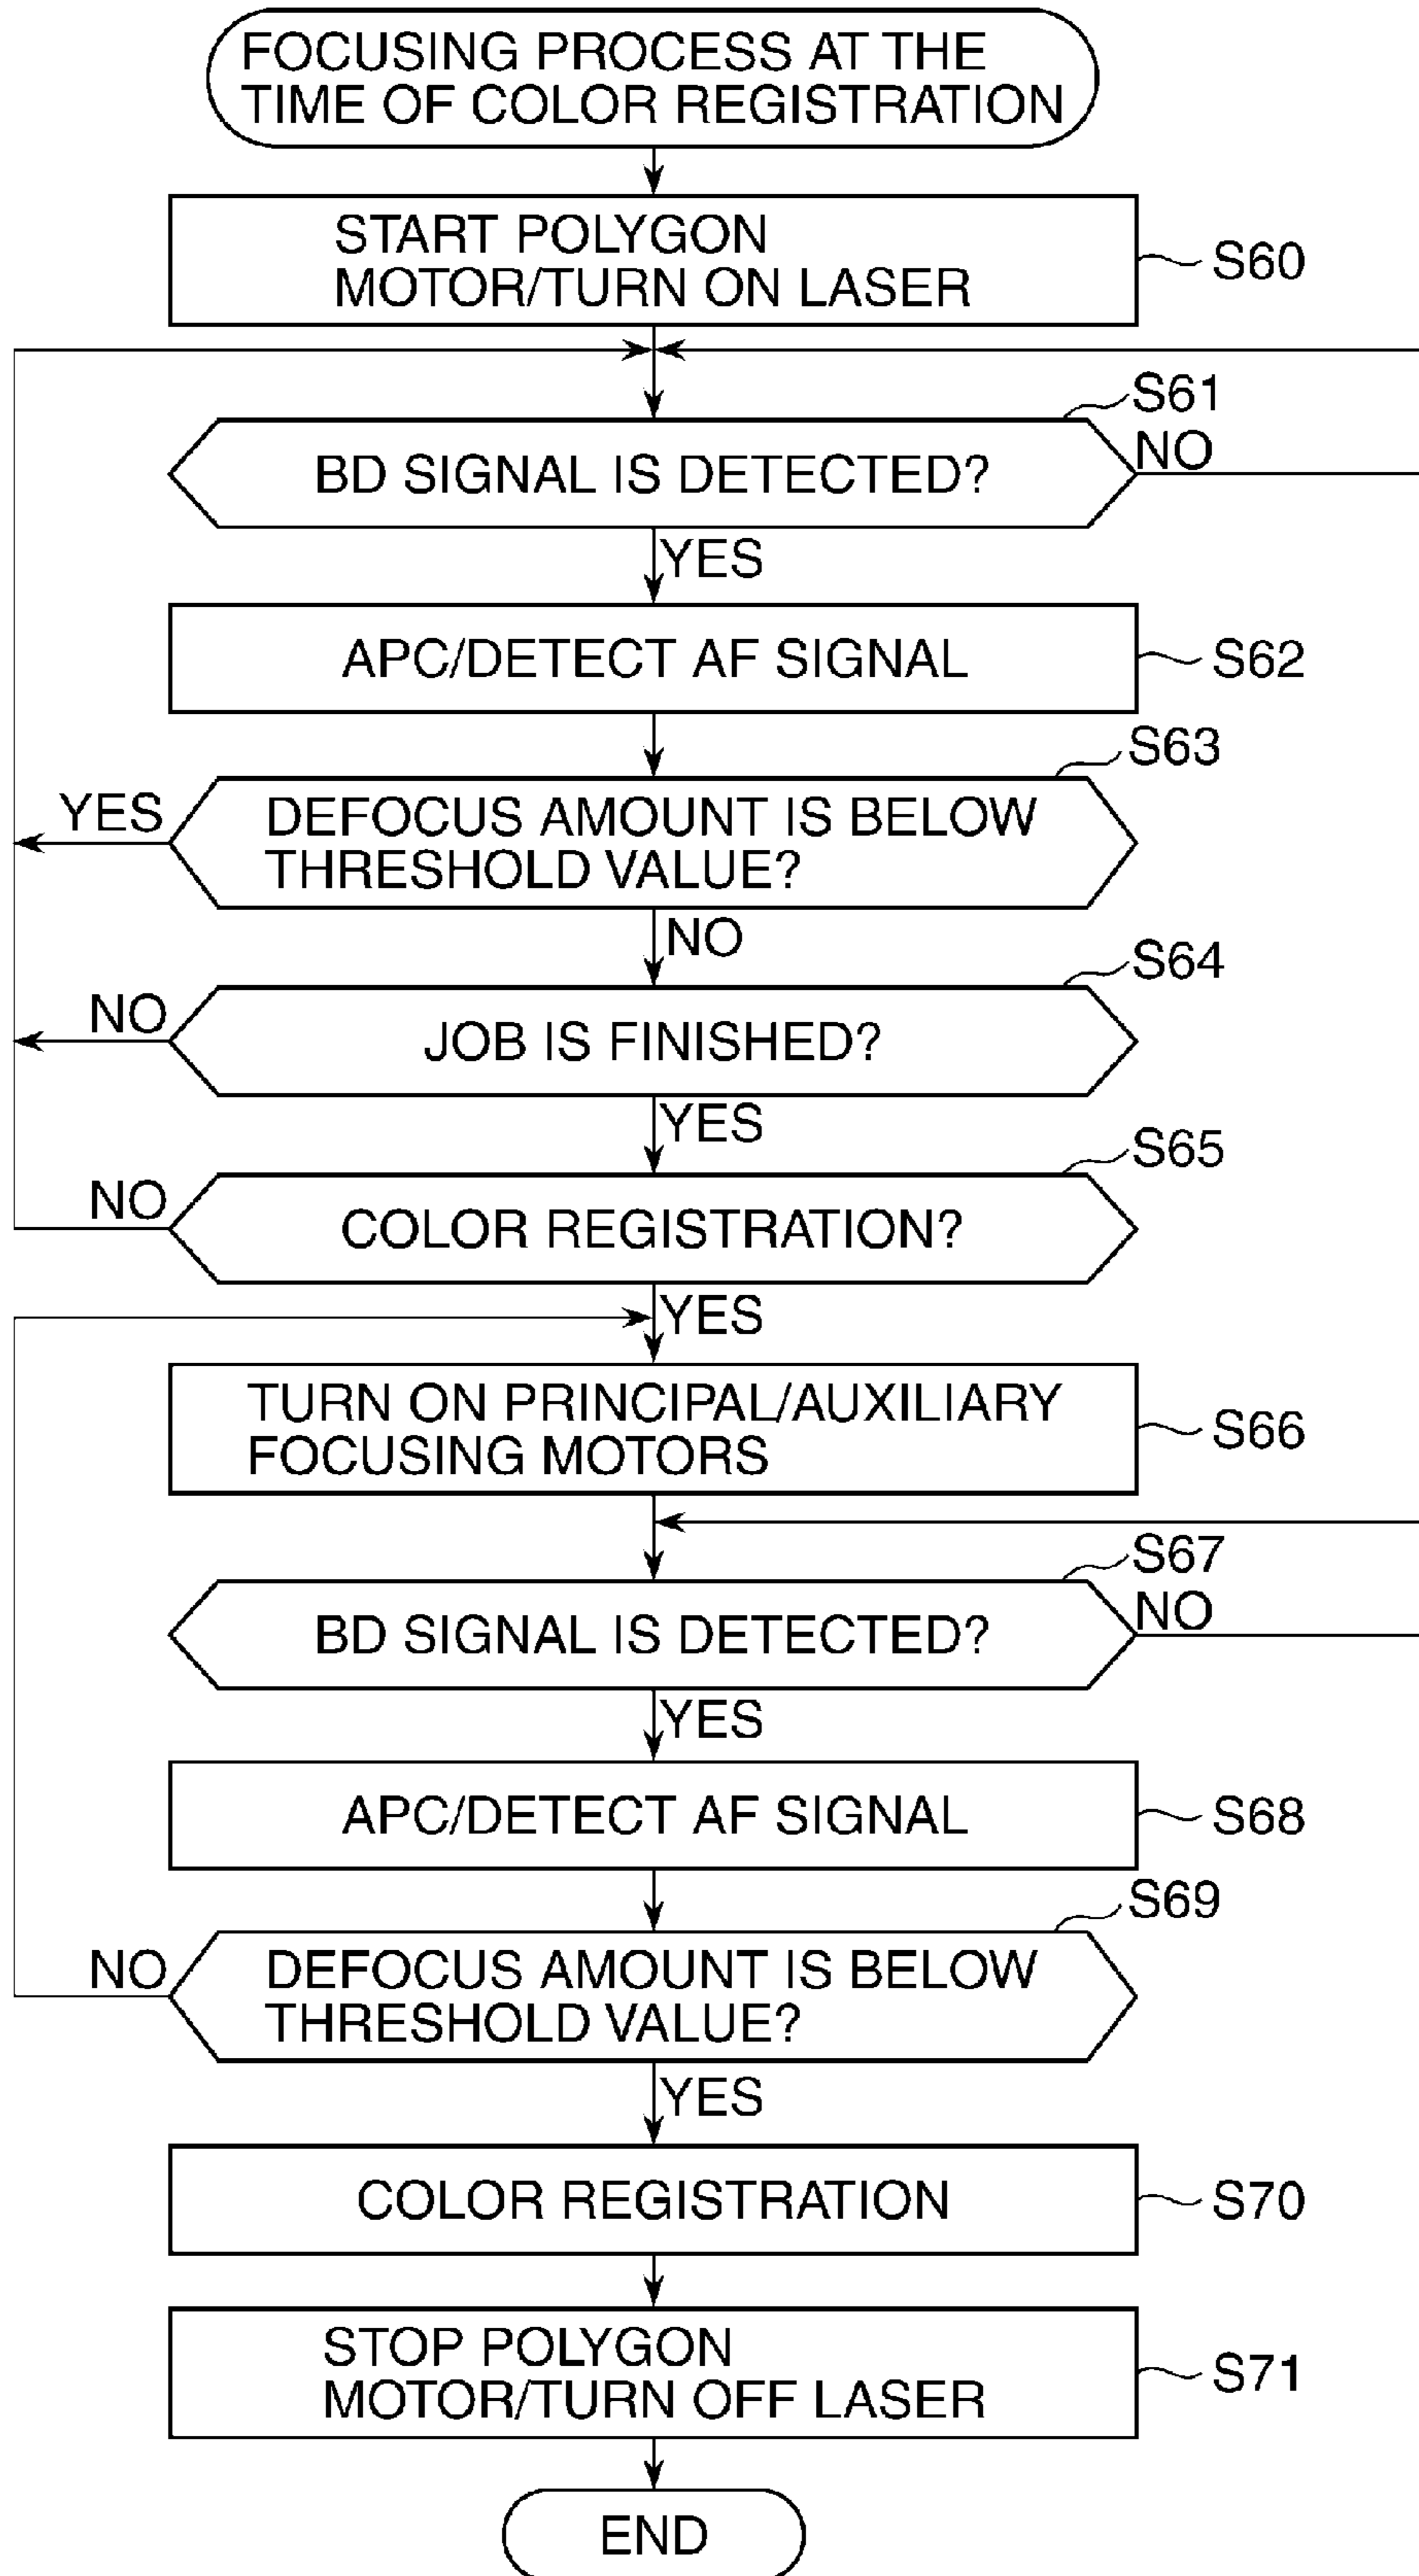 FOCUSING PROCESS AT THE
TIME OF COLOR REGISTRATION
START POLYGON
MOTOR/TURN ON LASER
S60
S61
BD SIGNAL IS DETECTED?
NO
YES
APC/DETECT AF SIGNAL
S62
S63
YES
DEFOCUS AMOUNT IS BELOW
THRESHOLD VALUE?
NO
S64
NO
JOB IS FINISHED?
YES
S65
NO
COLOR REGISTRATION?
YES
TURN ON PRINCIPAL/AUXILIARY
FOCUSING MOTORS
S66
S67
BD SIGNAL IS DETECTED?
NO
YES
APC/DETECT AF SIGNAL
S68
S69
NO
DEFOCUS AMOUNT IS BELOW
THRESHOLD VALUE?
YES
COLOR REGISTRATION
S70
STOP POLYGON
MOTOR/TURN OFF LASER
S71
END